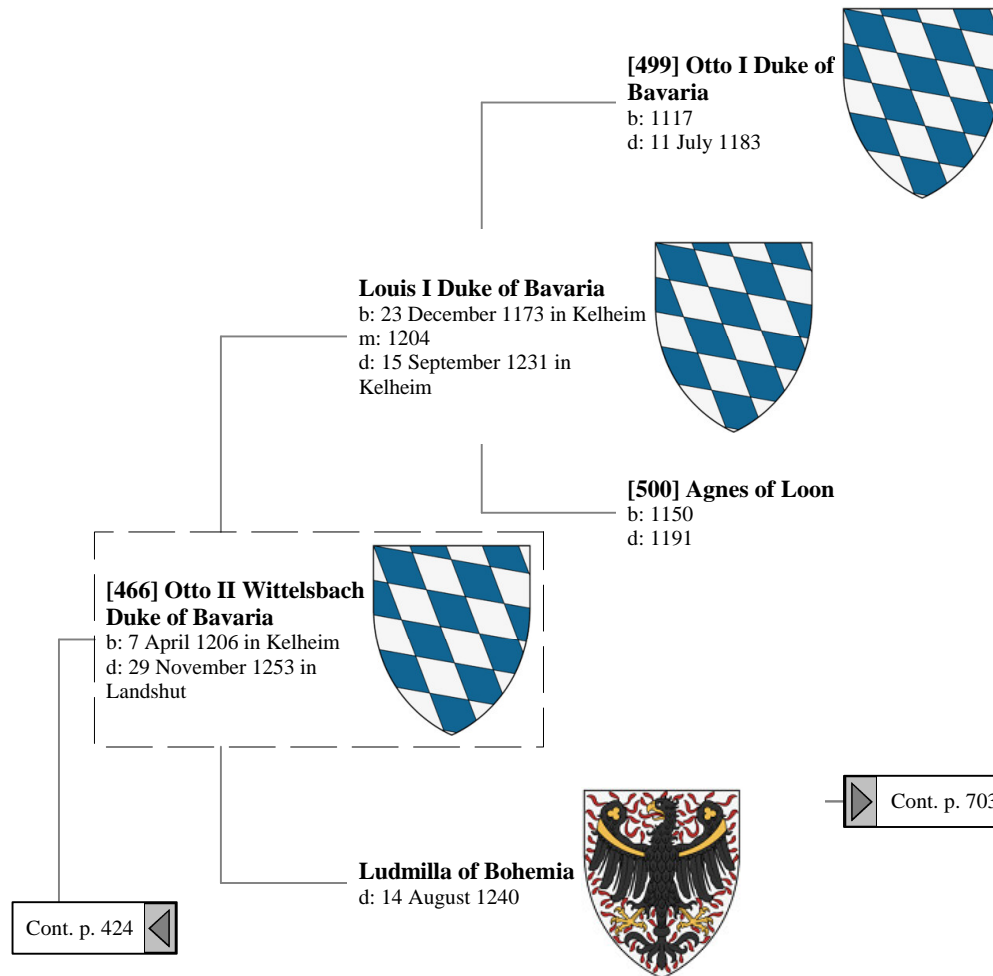 [499] Otto I Duke of
Bavaria
b: 1117
d: 11 July 1183
Louis I Duke of Bavaria
b: 23 December 1173 in Kelheim
m: 1204
d: 15 September 1231 in
Kelheim
[500] Agnes of Loon
b: 1150
d: 1191
[466] Otto II Wittelsbach
Duke of Bavaria
b: 7 April 1206 in Kelheim
d: 29 November 1253 in
Landshut
Cont. p. 703
Ludmilla of Bohemia
d: 14 August 1240
Cont. p. 424